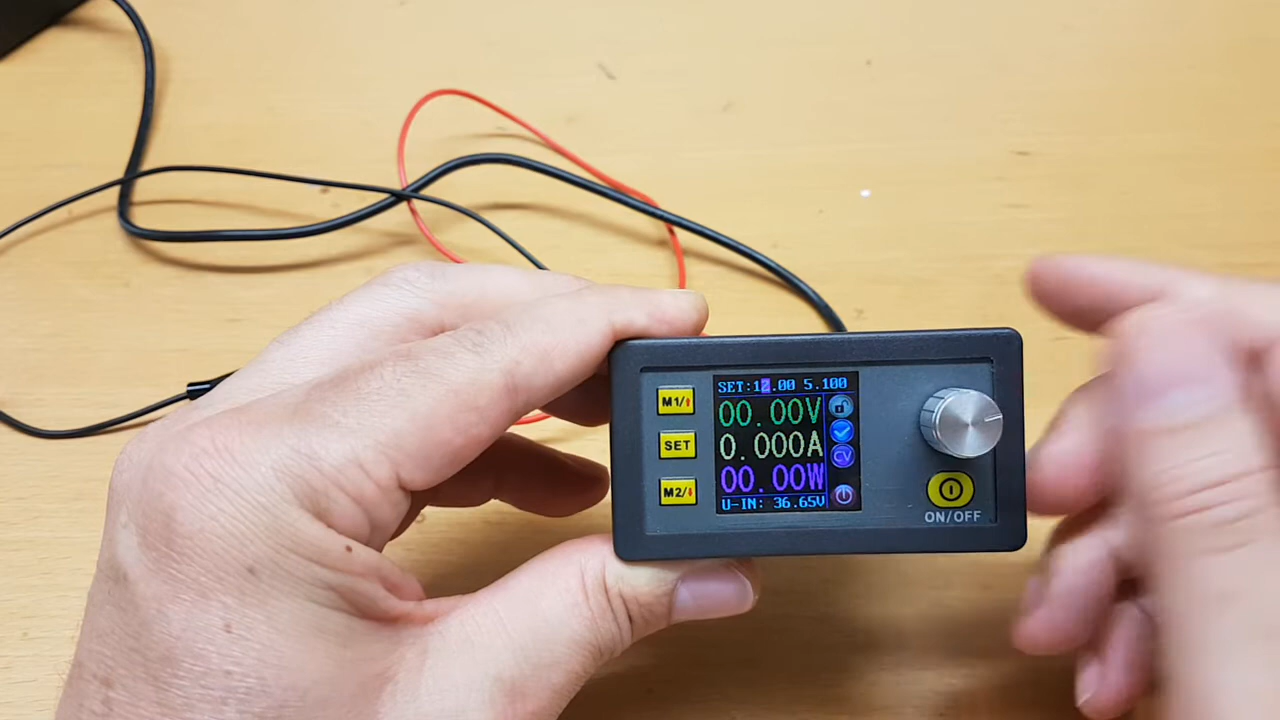 M1/↑
SET
M2/↓
SET:12.00 5.100
00.00V
0.000A
00.00W
U-IN: 36.65V
CV
ON/OFF